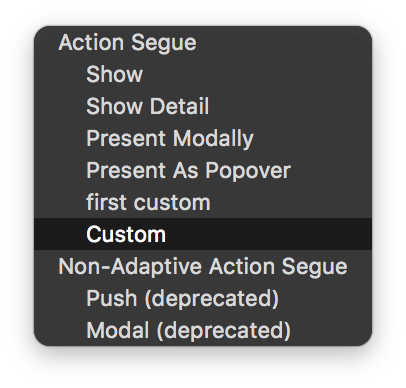 Action Segue
Show
Show Detail
Present Modally
Present As Popover
first custom
Custom
Non-Adaptive Action Segue
Push (deprecated)
Modal (deprecated)